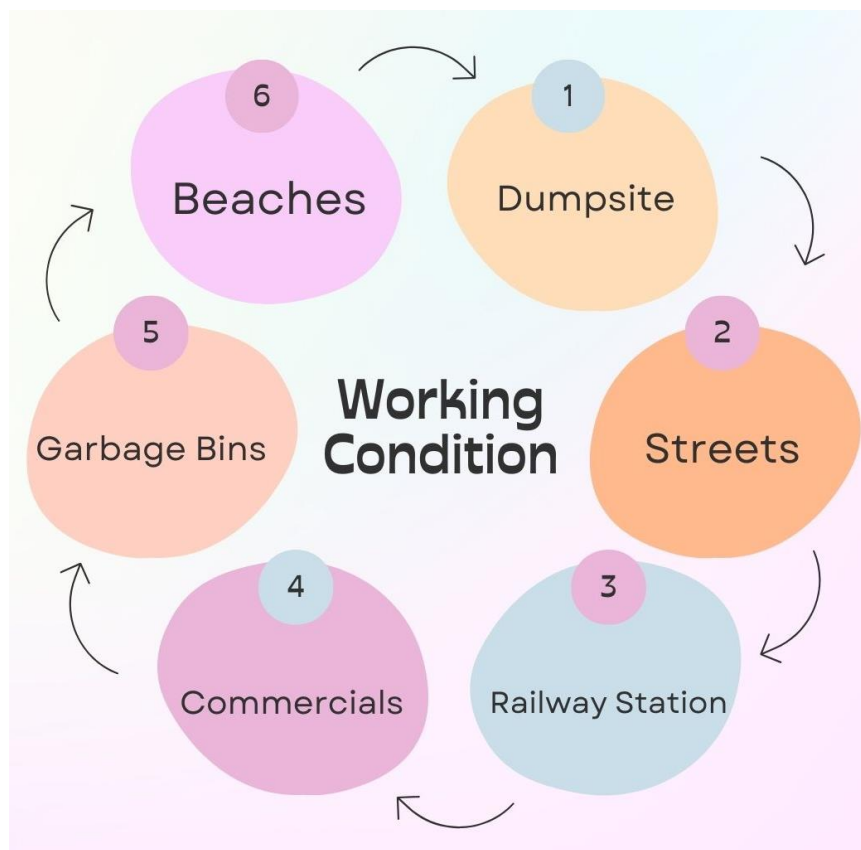 Working
Condition
1
Dumpsite
2
Streets
3
Railway Station
4
Commercials
5
Garbage Bins
6
Beaches